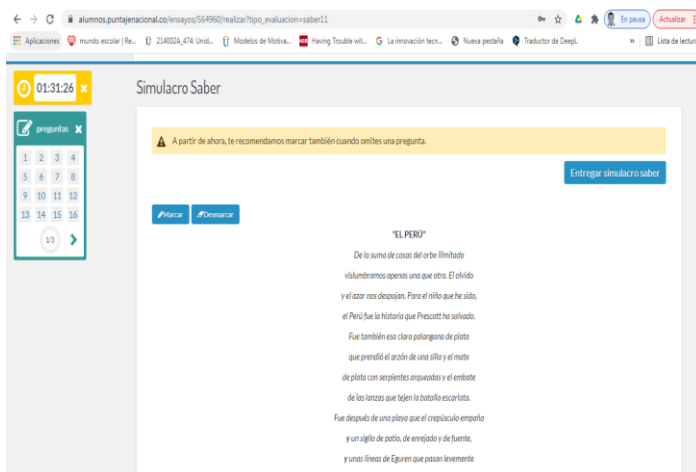 alumnos.puntajenacional.co/ensayos/564960/realizar?tipo_evaluacion=saber11
En pausa
Actualizar
Aplicaciones
mundo escolar | Re...
214002A_474: Unid...
Modelos de Motiva...
Having Trouble wit...
La innovación tecn...
Nueva pestaña
Traductor de DeepL
»
Lista de lectur
01:31:26 x
Simulacro Saber
preguntas x
A partir de ahora, te recomendamos marcar también cuando omites una pregunta.
1 2 3 4
5 6 7 8
9 10 11 12
13 14 15 16
1/3
Entregar simulacro saber
Marcar
Desmarcar
"EL PERÚ"
De la suma de cosas del orbe ilimitado
vislumbramos apenas una que otra. El olvido
y el azar nos despojan. Para el niño que he sido,
el Perú fue la historia que Prescott ha salvado.
Fue también esa clara palangana de plata
que prendió el arzón de una silla y el mate
de plata con serpientes arqueadas y el embate
de las lanzas que tejen la batalla escarlata.
Fue después de una playa que el crepúsculo empaña
y un sigilo de patio, de enrejado y de fuente,
y unas líneas de Eguren que pasan levemente